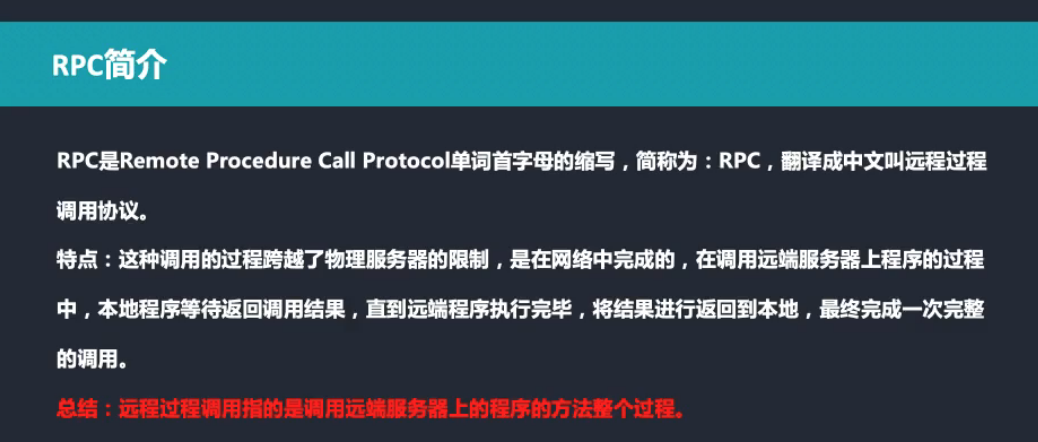 RPC简介
RPC是Remote Procedure Call Protocol单词首字母的缩写，简称为：RPC，翻译成中文叫远程过程
调用协议。
特点：这种调用的过程跨越了物理服务器的限制，是在网络中完成的，在调用远端服务器上程序的过程
中，本地程序等待返回调用结果，直到远端程序执行完毕，将结果进行返回到本地，最终完成一次完整
的调用。
总结：远程过程调用指的是调用远端服务器上的程序的方法整个过程。